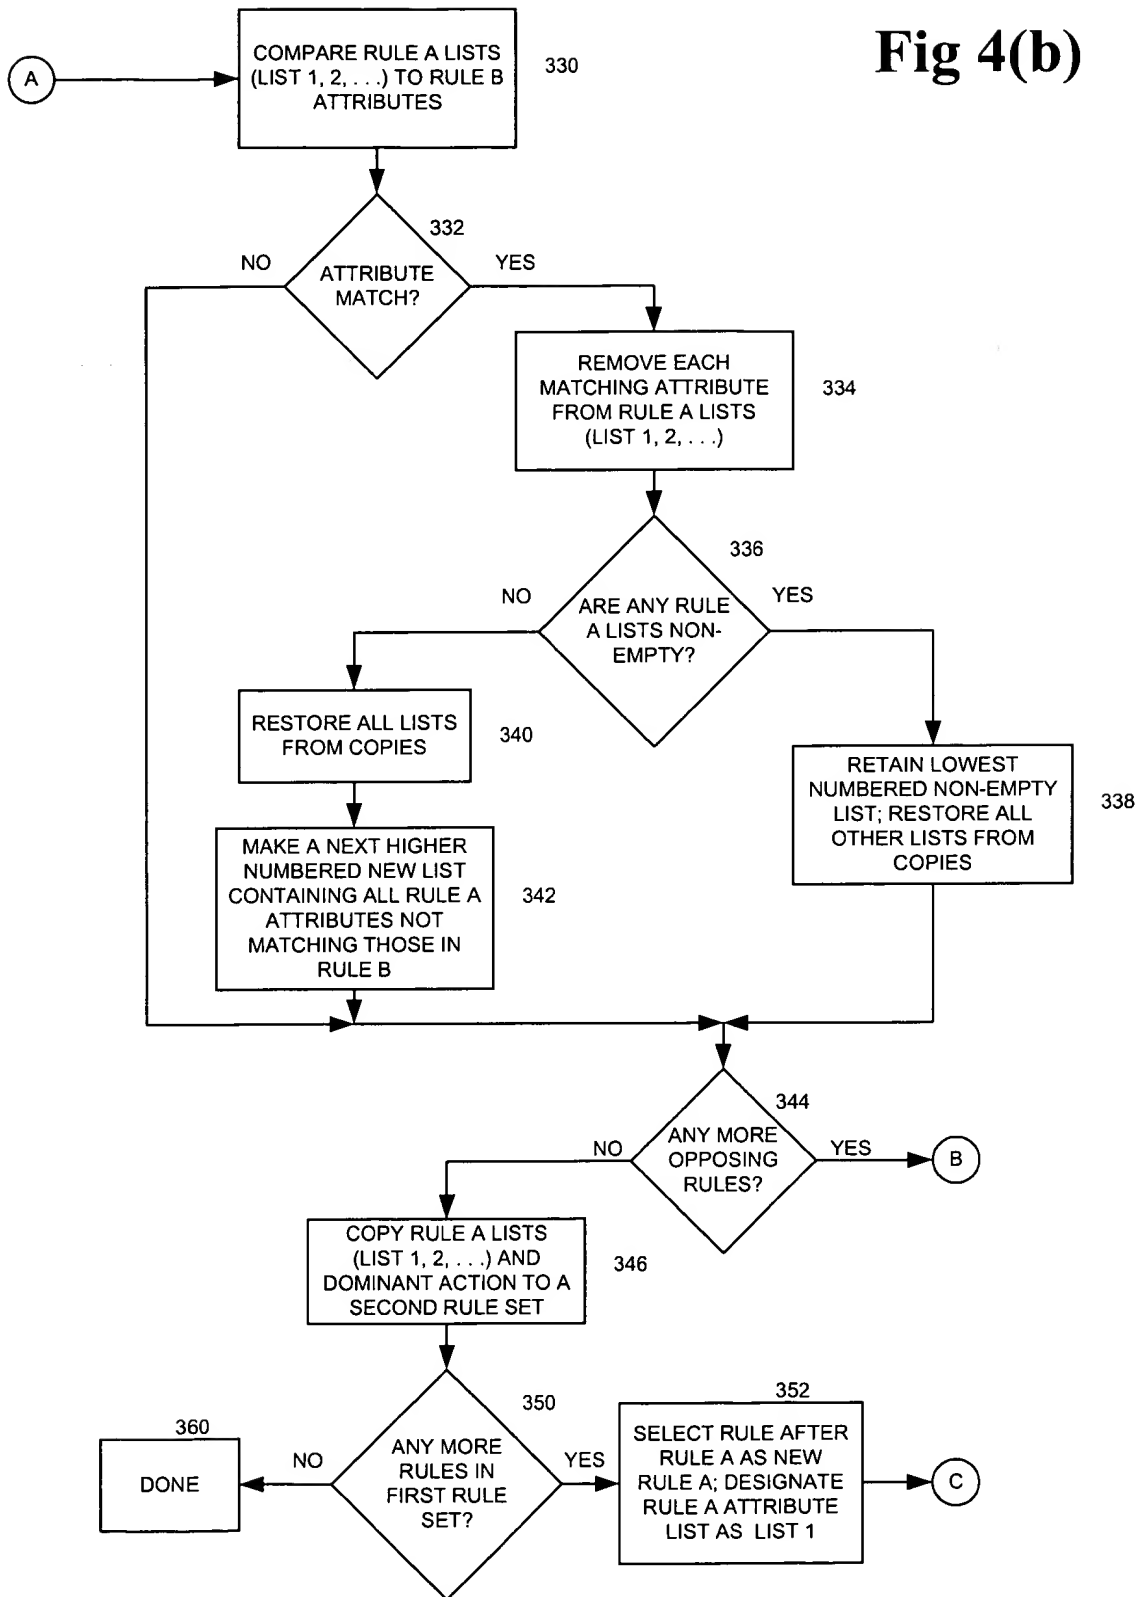 Fig 4(b)
A
COMPARE RULE A LISTS
(LIST 1, 2, . . .) TO RULE B
ATTRIBUTES
330
332
NO
ATTRIBUTE
MATCH?
YES
REMOVE EACH
MATCHING ATTRIBUTE
FROM RULE A LISTS
(LIST 1, 2, . . .)
334
336
NO
ARE ANY RULE
A LISTS NON-
EMPTY?
YES
RESTORE ALL LISTS
FROM COPIES
340
RETAIN LOWEST
NUMBERED NON-EMPTY
LIST; RESTORE ALL
OTHER LISTS FROM
COPIES
338
MAKE A NEXT HIGHER
NUMBERED NEW LIST
CONTAINING ALL RULE A
ATTRIBUTES NOT
MATCHING THOSE IN
RULE B
342
344
NO
ANY MORE
OPPOSING
RULES?
YES
B
COPY RULE A LISTS
(LIST 1, 2, . . .) AND
DOMINANT ACTION TO A
SECOND RULE SET
346
350
352
360
DONE
NO
ANY MORE
RULES IN
FIRST RULE
SET?
YES
SELECT RULE AFTER
RULE A AS NEW
RULE A; DESIGNATE
RULE A ATTRIBUTE
LIST AS LIST 1
C